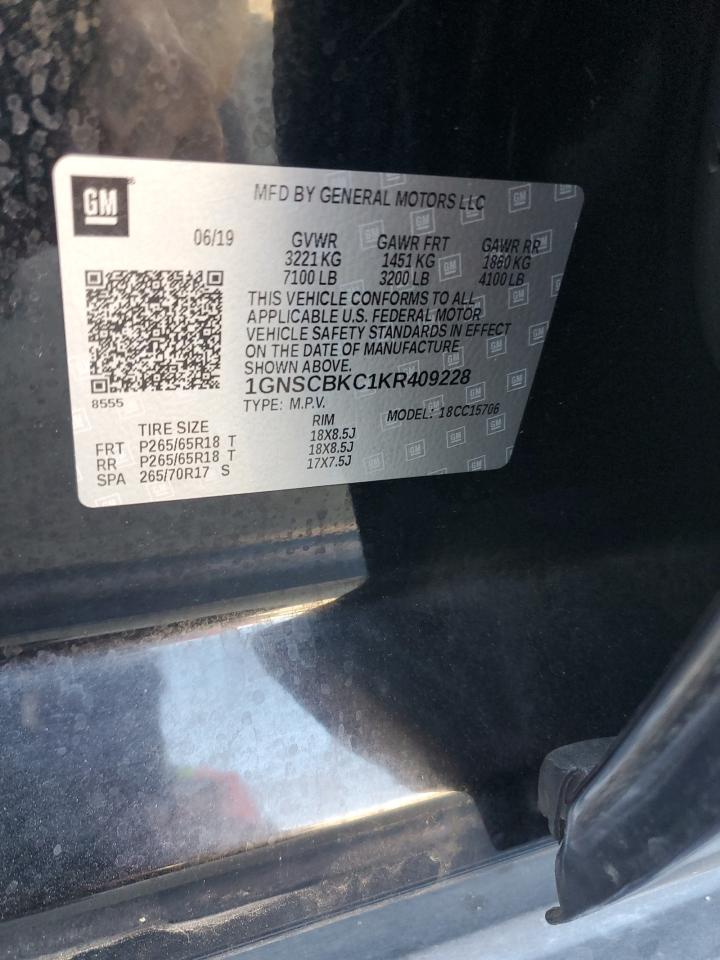 GM
MFD BY GENERAL MOTORS LLC
06/19 GVWR GAWR FRT GAWR RR
3221 KG 1451 KG 1860 KG
7100 LB 3200 LB 4100 LB
THIS VEHICLE CONFORMS TO ALL
APPLICABLE U.S. FEDERAL MOTOR
VEHICLE SAFETY STANDARDS IN EFFECT
ON THE DATE OF MANUFACTURE
SHOWN ABOVE.
1GNSCBKC1KR409228
8555
TYPE: M.P.V. MODEL: 18CC15706
TIRE SIZE RIM
FRT P265/65R18 T 18X8.5J
RR P265/65R18 T 18X8.5J
SPA 265/70R17 S 17X7.5J